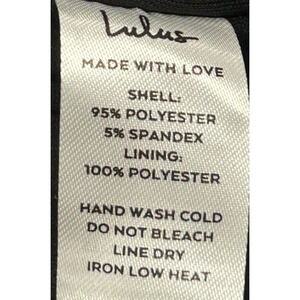 Lulus
MADE WITH LOVE
SHELL:
95% POLYESTER
5% SPANDEX
LINING:
100% POLYESTER
HAND WASH COLD
DO NOT BLEACH
LINE DRY
IRON LOW HEAT